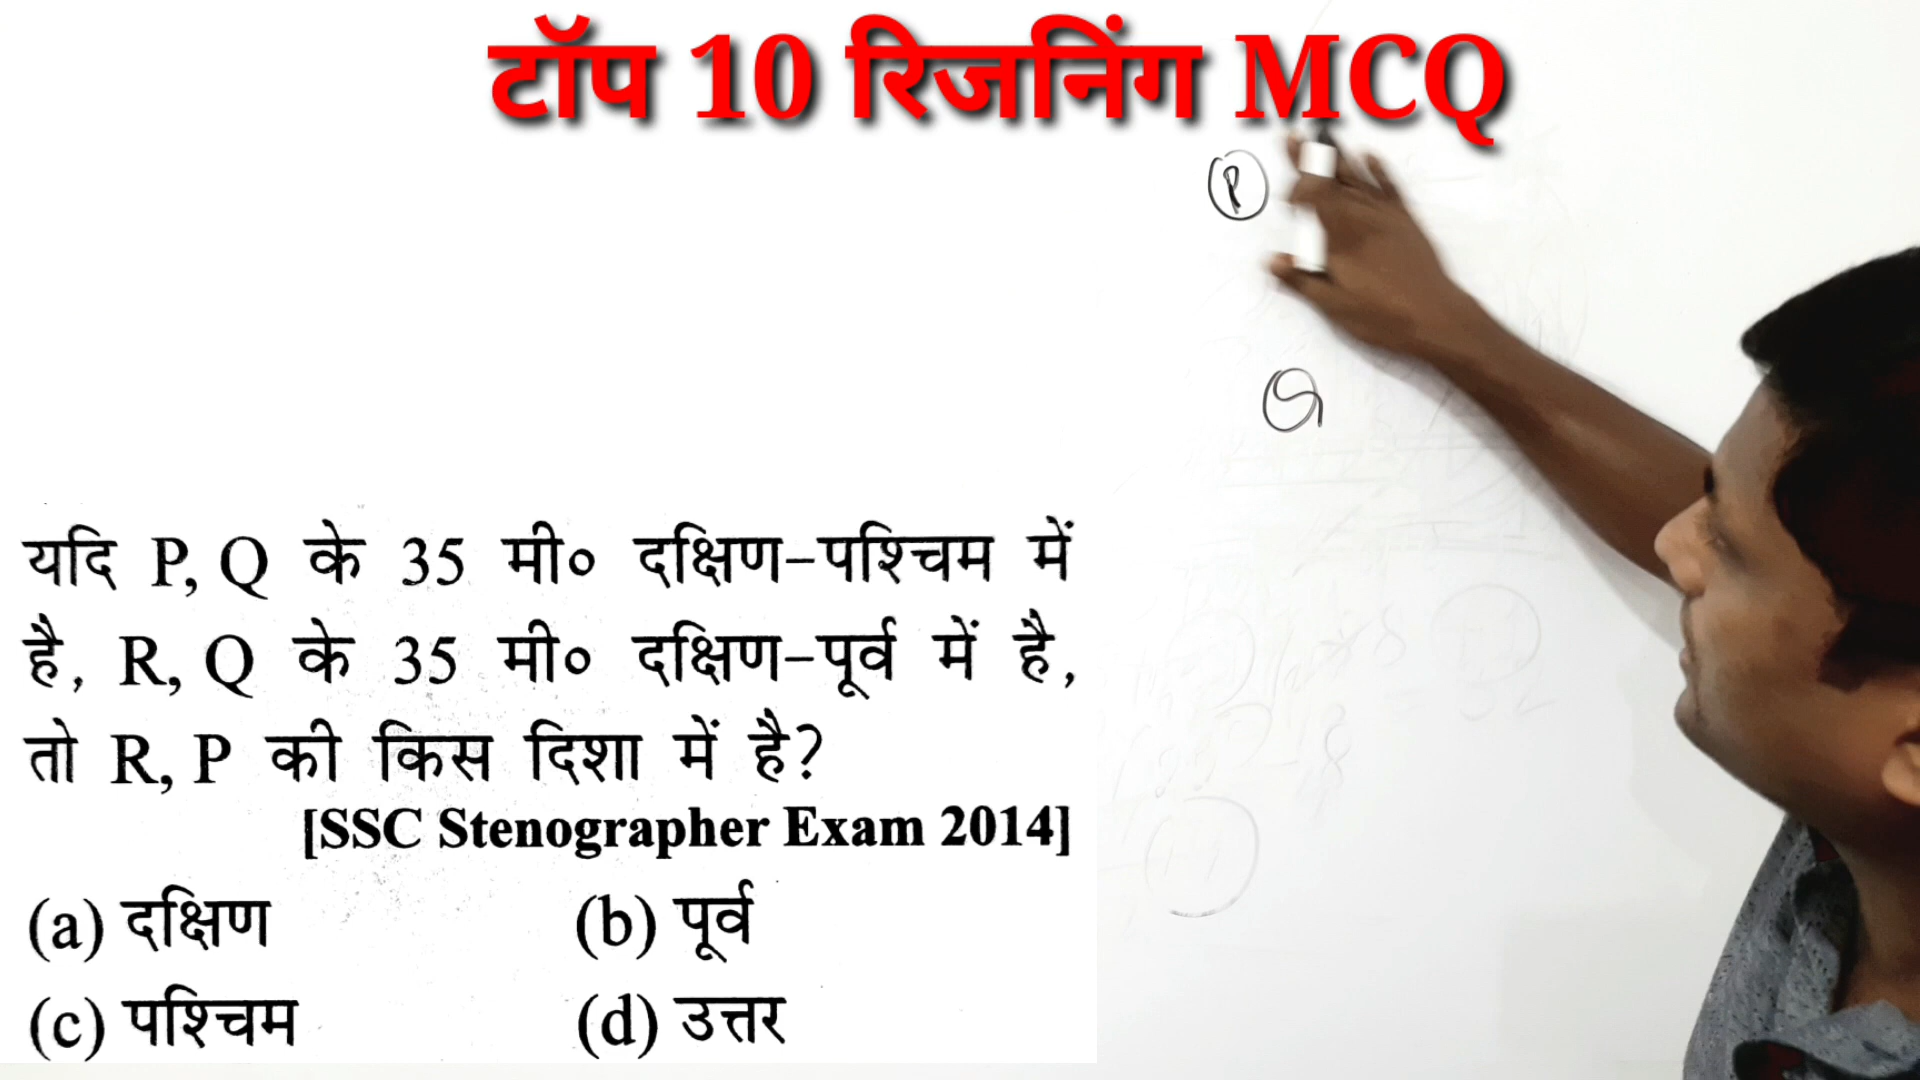 टॉप 10 रिजनिंग MCQ
P
Q
यदि P, Q के 35 मी० दक्षिण-पश्चिम में
है, R, Q के 35 मी० दक्षिण-पूर्व में है,
तो R, P की किस दिशा में है?
[SSC Stenographer Exam 2014]
(a) दक्षिण (b) पूर्व
(c) पश्चिम (d) उत्तर